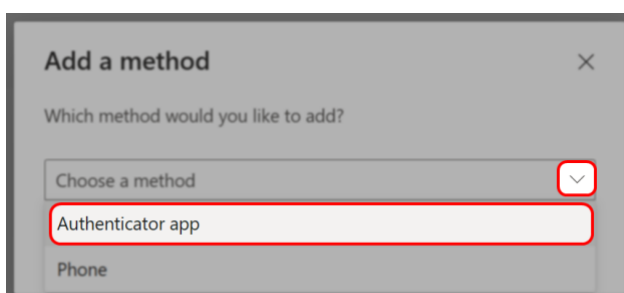 Add a method
Which method would you like to add?
Choose a method
Authenticator app
Phone